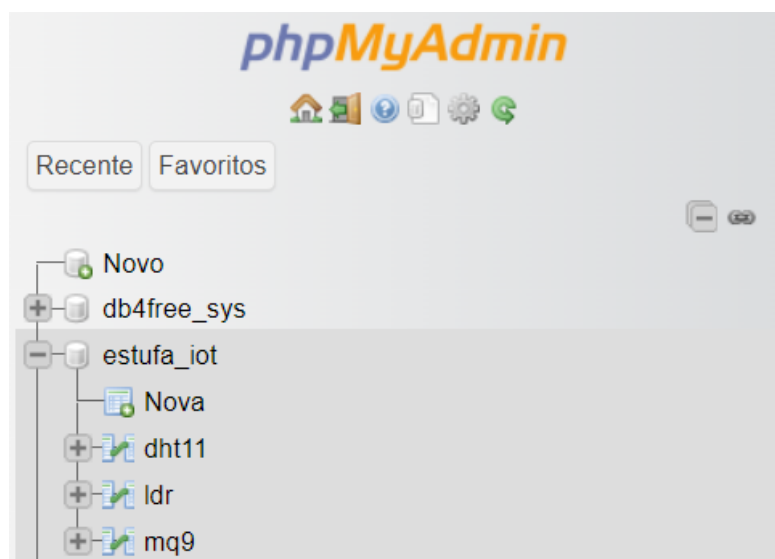 phpMyAdmin
Recente Favoritos
Novo
db4free_sys
estufa_iot
Nova
dht11
ldr
mq9